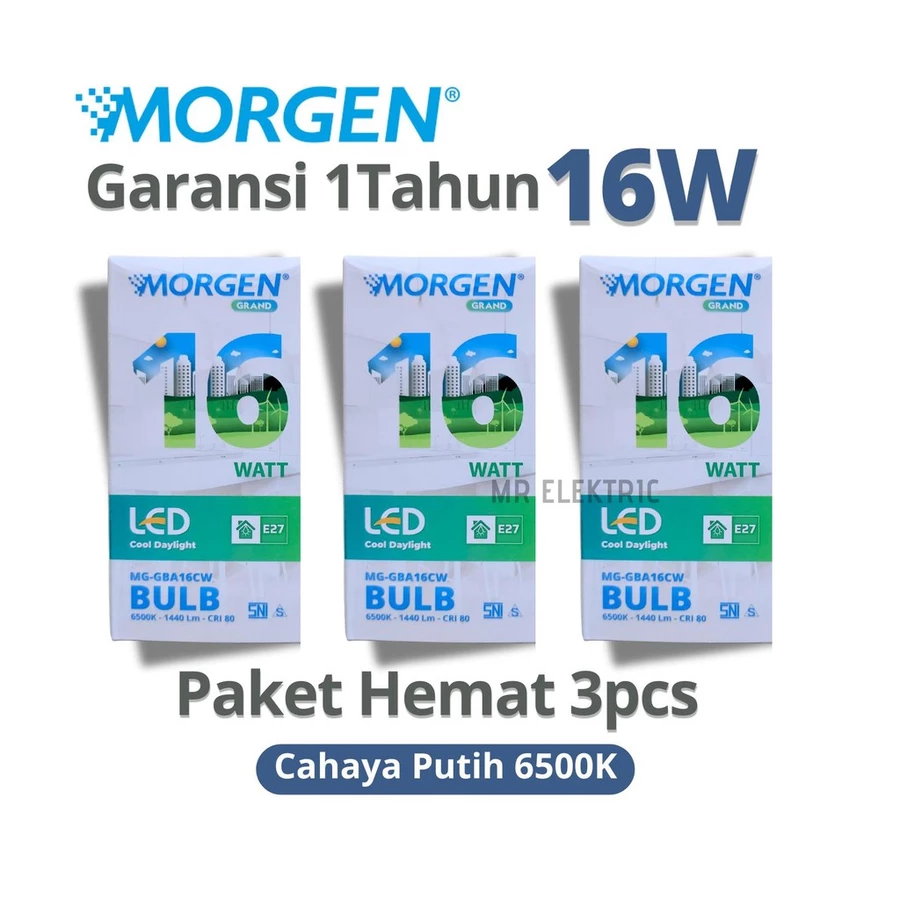 MORGEN®
Garansi 1Tahun 16W
MORGEN®
GRAND
16
WATT
LED
Cool Daylight
E27
MG-GBA16CW
BULB
6500K - 1440 Lm - CRI 80
SNI S
MORGEN®
GRAND
16
WATT
LED
Cool Daylight
E27
MG-GBA16CW
BULB
6500K - 1440 Lm - CRI 80
SNI S
MORGEN®
GRAND
16
WATT
LED
Cool Daylight
E27
MG-GBA16CW
BULB
6500K - 1440 Lm - CRI 80
SNI S
MR ELEKTRIC
Paket Hemat 3pcs
Cahaya Putih 6500K